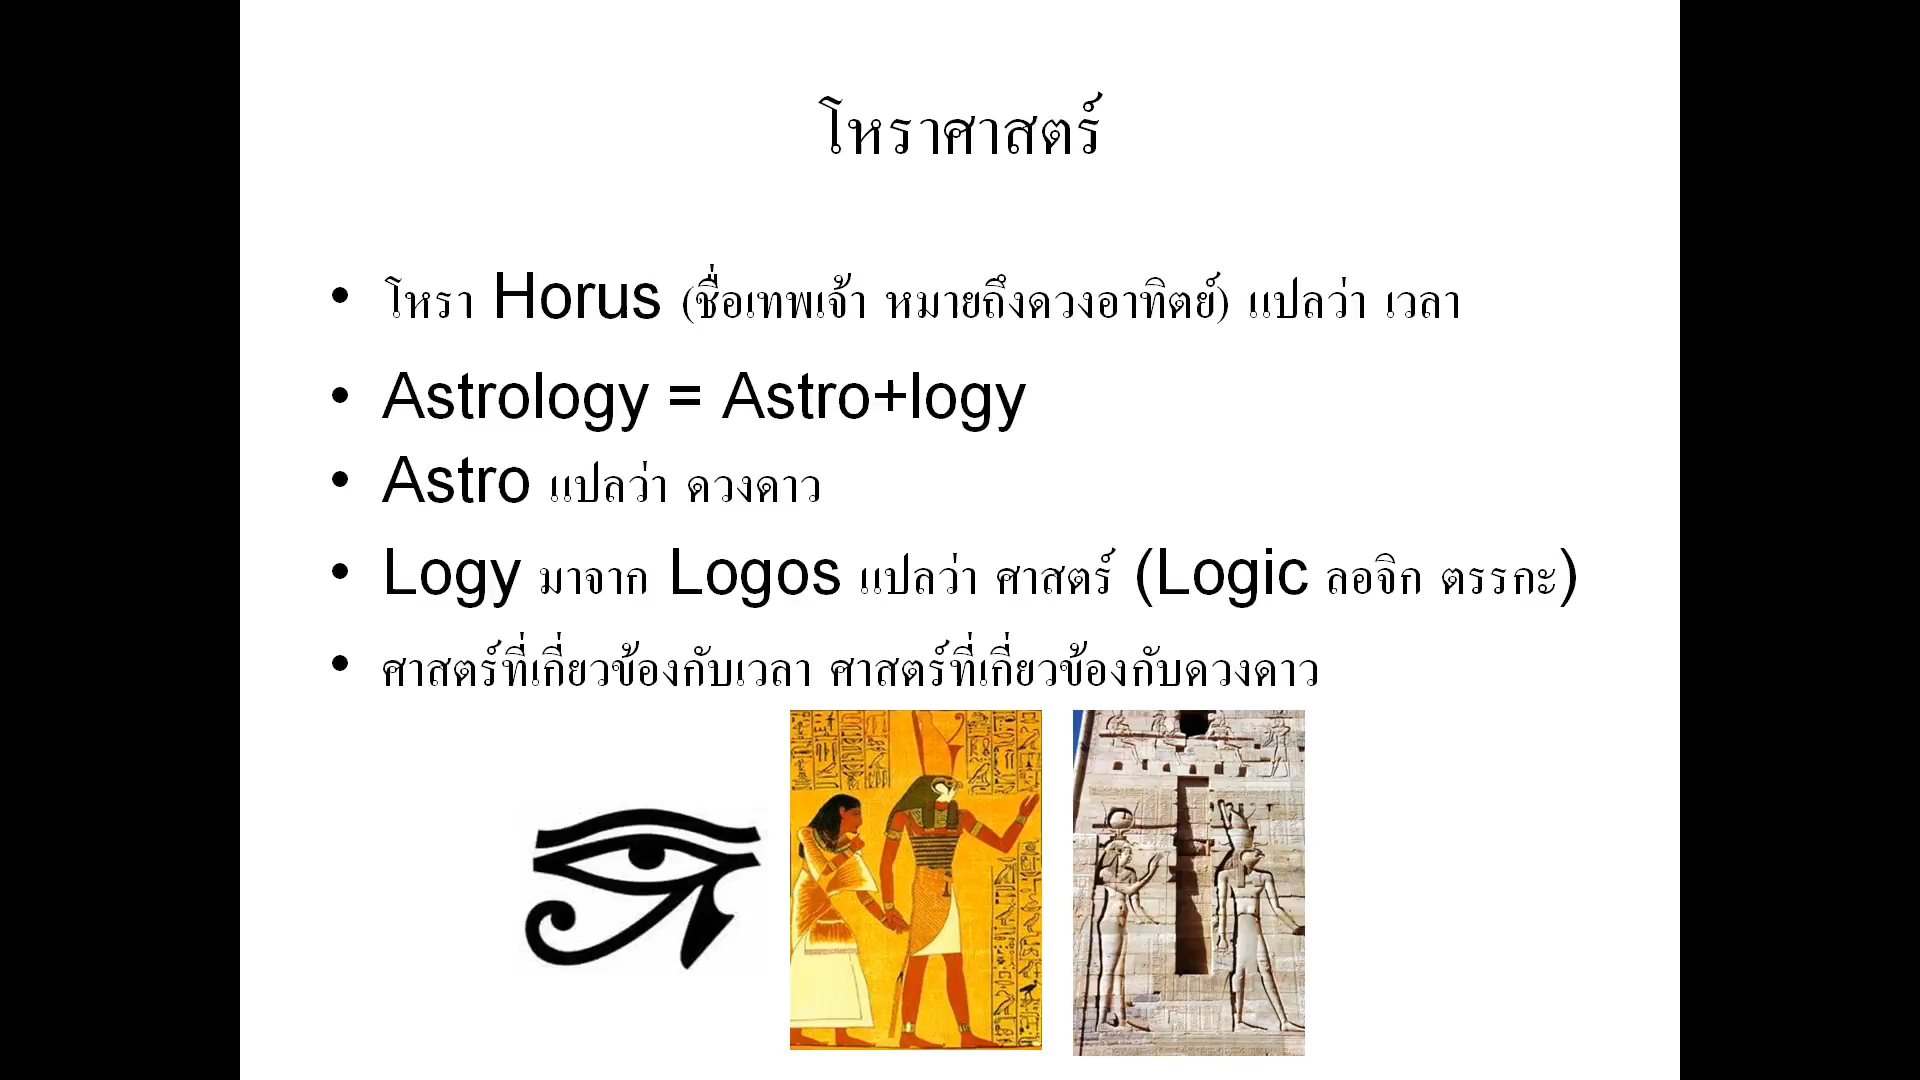 โหราศาสตร์
• โหรา Horus (ชื่อเทพเจ้า หมายถึงดวงอาทิตย์) แปลว่า เวลา
• Astrology = Astro+logy
• Astro แปลว่า ดวงดาว
• Logy มาจาก Logos แปลว่า ศาสตร์ (Logic ลอจิก ตรรกะ)
• ศาสตร์ที่เกี่ยวข้องกับเวลา ศาสตร์ที่เกี่ยวข้องกับดวงดาว